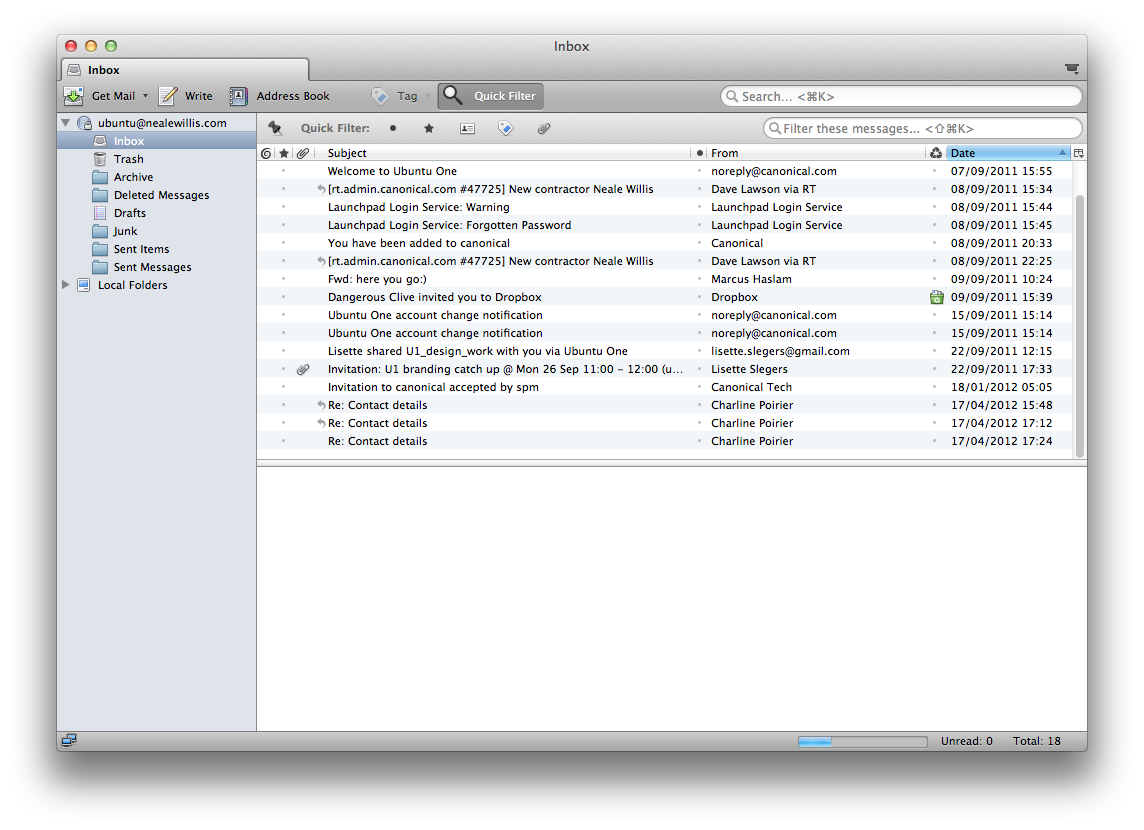 Inbox
Inbox
Get Mail Write Address Book Tag Quick Filter Search... <⌘K>
ubuntu@nealewillis.com
Inbox
Trash
Archive
Deleted Messages
Drafts
Junk
Sent Items
Sent Messages
Local Folders
Quick Filter: Filter these messages... <⇧⌘K>
Subject From Date
Welcome to Ubuntu One noreply@canonical.com 07/09/2011 15:55
[rt.admin.canonical.com #47725] New contractor Neale Willis Dave Lawson via RT 08/09/2011 15:34
Launchpad Login Service: Warning Launchpad Login Service 08/09/2011 15:44
Launchpad Login Service: Forgotten Password Launchpad Login Service 08/09/2011 15:45
You have been added to canonical Canonical 08/09/2011 20:33
[rt.admin.canonical.com #47725] New contractor Neale Willis Dave Lawson via RT 08/09/2011 22:25
Fwd: here you go:) Marcus Haslam 09/09/2011 10:24
Dangerous Clive invited you to Dropbox Dropbox 09/09/2011 15:39
Ubuntu One account change notification noreply@canonical.com 15/09/2011 15:14
Ubuntu One account change notification noreply@canonical.com 15/09/2011 15:14
Lisette shared U1_design_work with you via Ubuntu One lisette.slegers@gmail.com 22/09/2011 12:15
Invitation: U1 branding catch up @ Mon 26 Sep 11:00 – 12:00 (u... Lisette Slegers 22/09/2011 17:33
Invitation to canonical accepted by spm Canonical Tech 18/01/2012 05:05
Re: Contact details Charline Poirier 17/04/2012 15:48
Re: Contact details Charline Poirier 17/04/2012 17:12
Re: Contact details Charline Poirier 17/04/2012 17:24
Unread: 0 Total: 18